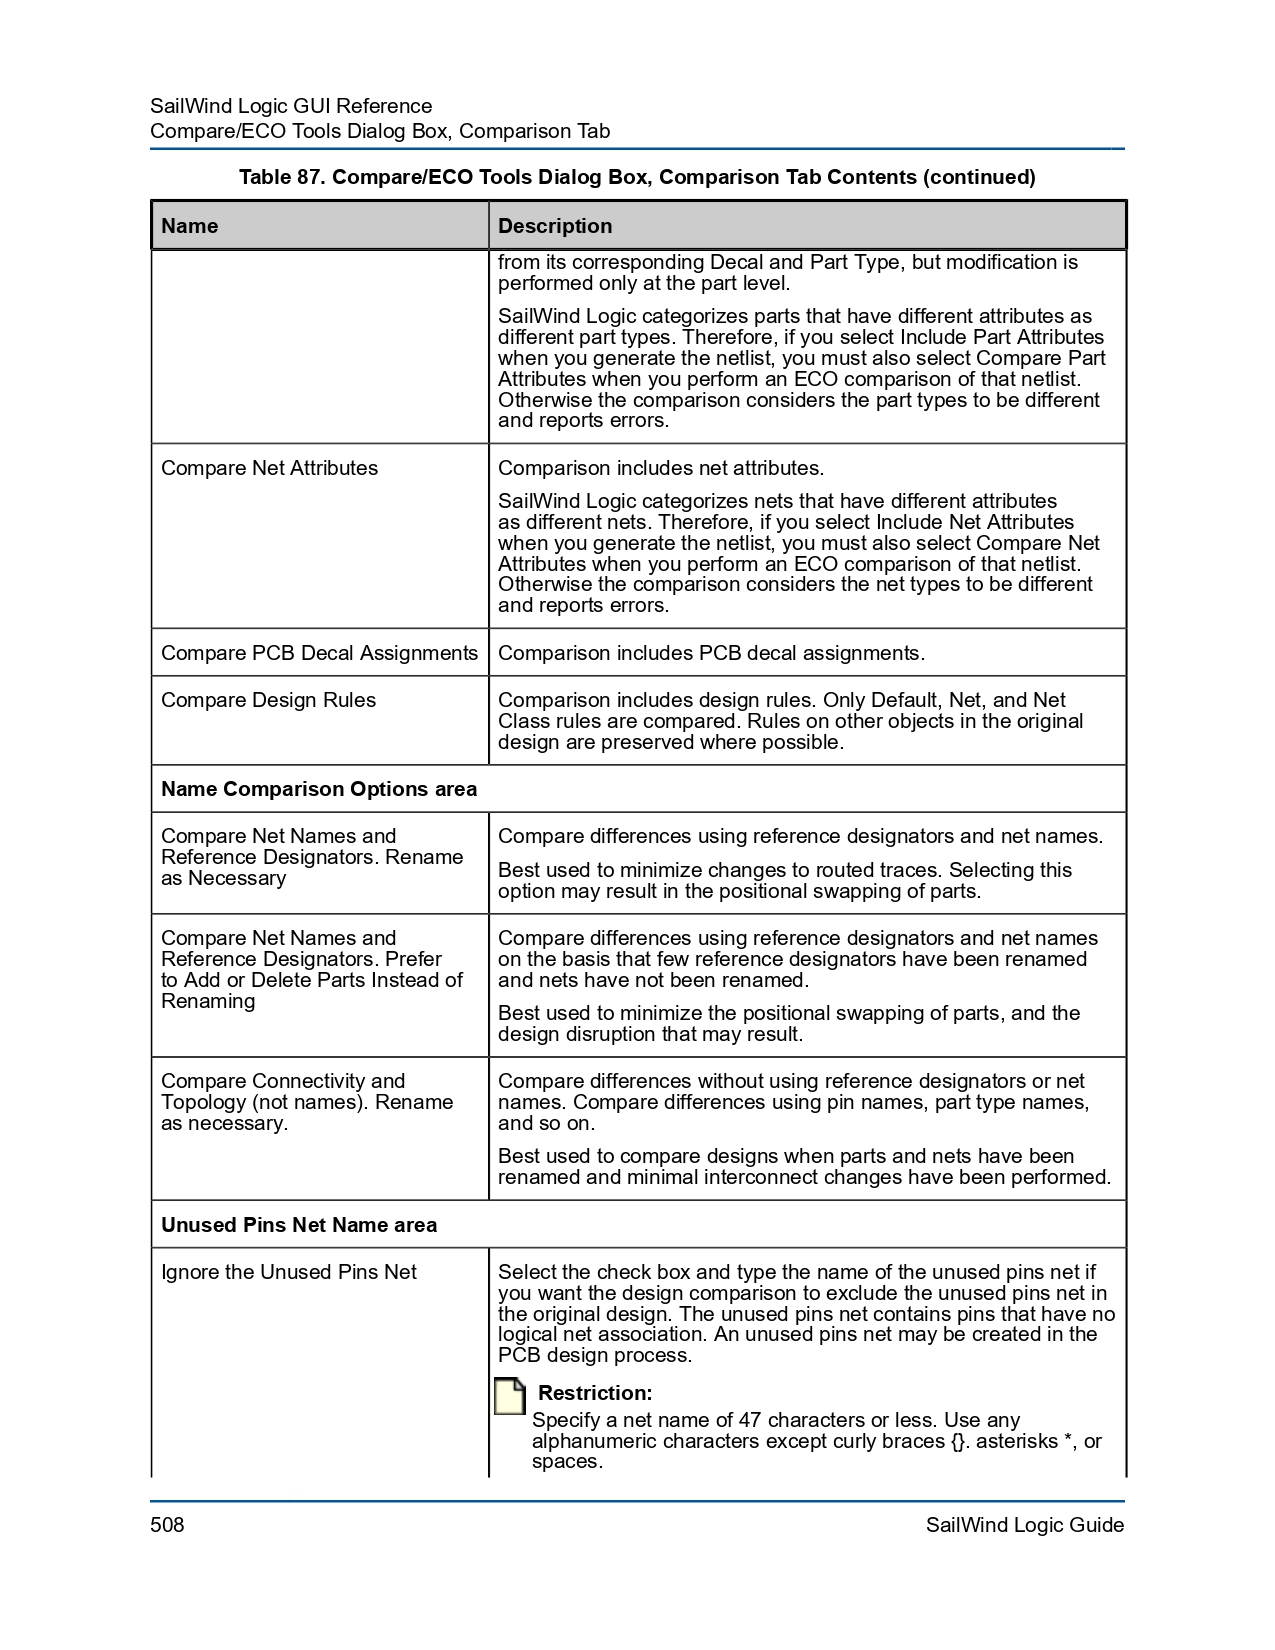 SailWind Logic GUI Reference
Compare/ECO Tools Dialog Box, Comparison Tab
Table 87. Compare/ECO Tools Dialog Box, Comparison Tab Contents (continued)
Name
Description
from its corresponding Decal and Part Type, but modification is
performed only at the part level.
SailWind Logic categorizes parts that have different attributes as
different part types. Therefore, if you select Include Part Attributes
when you generate the netlist, you must also select Compare Part
Attributes when you perform an ECO comparison of that netlist.
Otherwise the comparison considers the part types to be different
and reports errors.
Compare Net Attributes
Comparison includes net attributes.
SailWind Logic categorizes nets that have different attributes
as different nets. Therefore, if you select Include Net Attributes
when you generate the netlist, you must also select Compare Net
Attributes when you perform an ECO comparison of that netlist.
Otherwise the comparison considers the net types to be different
and reports errors.
Compare PCB Decal Assignments
Comparison includes PCB decal assignments.
Compare Design Rules
Comparison includes design rules. Only Default, Net, and Net
Class rules are compared. Rules on other objects in the original
design are preserved where possible.
Name Comparison Options area
Compare Net Names and
Reference Designators. Rename
as Necessary
Compare differences using reference designators and net names.
Best used to minimize changes to routed traces. Selecting this
option may result in the positional swapping of parts.
Compare Net Names and
Reference Designators. Prefer
to Add or Delete Parts Instead of
Renaming
Compare differences using reference designators and net names
on the basis that few reference designators have been renamed
and nets have not been renamed.
Best used to minimize the positional swapping of parts, and the
design disruption that may result.
Compare Connectivity and
Topology (not names). Rename
as necessary.
Compare differences without using reference designators or net
names. Compare differences using pin names, part type names,
and so on.
Best used to compare designs when parts and nets have been
renamed and minimal interconnect changes have been performed.
Unused Pins Net Name area
Ignore the Unused Pins Net
Select the check box and type the name of the unused pins net if
you want the design comparison to exclude the unused pins net in
the original design. The unused pins net contains pins that have no
logical net association. An unused pins net may be created in the
PCB design process.
Restriction:
Specify a net name of 47 characters or less. Use any
alphanumeric characters except curly braces {}. asterisks *, or
spaces.
508
SailWind Logic Guide